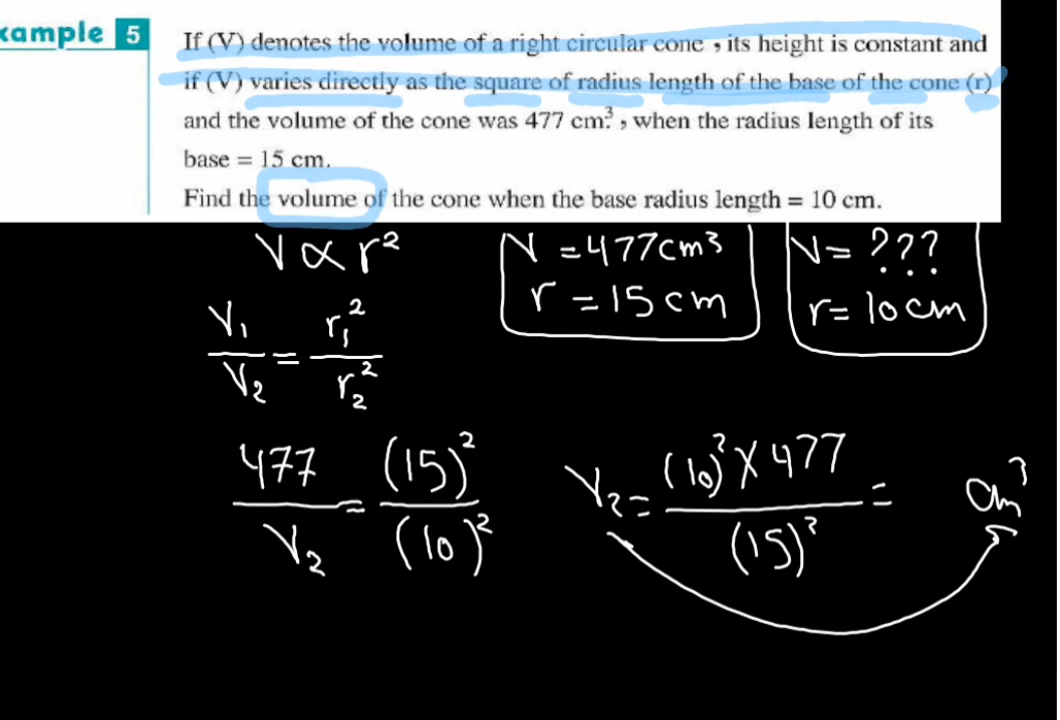 xample 5
If (V) denotes the volume of a right circular cone , its height is constant and
if (V) varies directly as the square of radius length of the base of the cone (r)
and the volume of the cone was 477 cm³. , when the radius length of its
base = 15 cm.
Find the volume of the cone when the base radius length = 10 cm.
V ∝ r²
V = 477cm³
r = 15 cm
V = ???
r = 10 cm
V₁/V₂ = r₁²/r₂²
477/V₂ = (15)²/(10)²
V₂ = (10)² × 477/(15)² = cm³